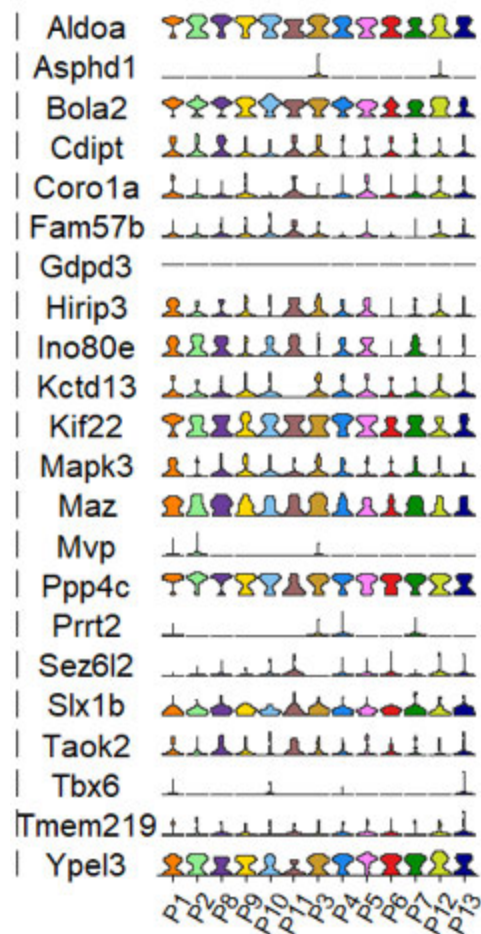 Aldoa
Asphd1
Bola2
Cdipt
Coro1a
Fam57b
Gdpd3
Hirip3
Ino80e
Kctd13
Kif22
Mapk3
Maz
Mvp
Ppp4c
Prrt2
Sez6l2
Slx1b
Taok2
Tbx6
Tmem219
Ypel3
P1 P2 P8 P9 P10 P11 P3 P4 P5 P6 P7 P12 P13